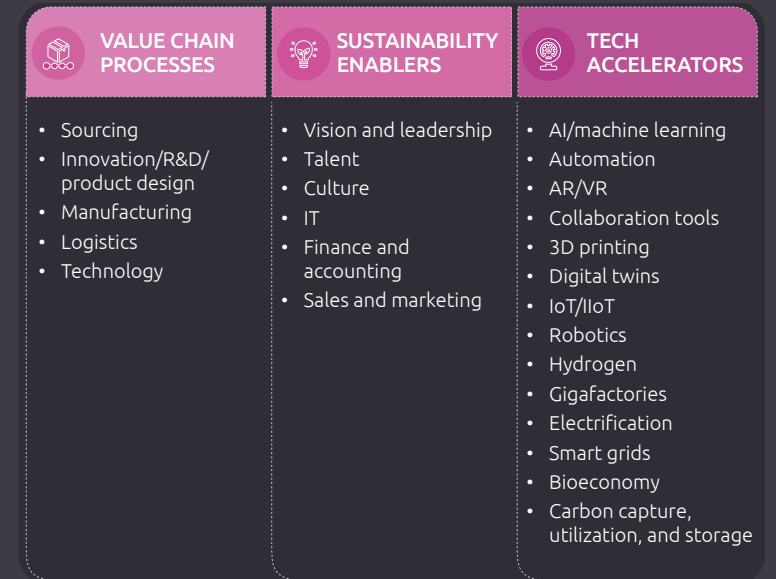 VALUE CHAIN
PROCESSES
• Sourcing
• Innovation/R&D/
product design
• Manufacturing
• Logistics
• Technology
SUSTAINABILITY
ENABLERS
• Vision and leadership
• Talent
• Culture
• IT
• Finance and
accounting
• Sales and marketing
TECH
ACCELERATORS
• AI/machine learning
• Automation
• AR/VR
• Collaboration tools
• 3D printing
• Digital twins
• IoT/IIoT
• Robotics
• Hydrogen
• Gigafactories
• Electrification
• Smart grids
• Bioeconomy
• Carbon capture,
utilization, and storage